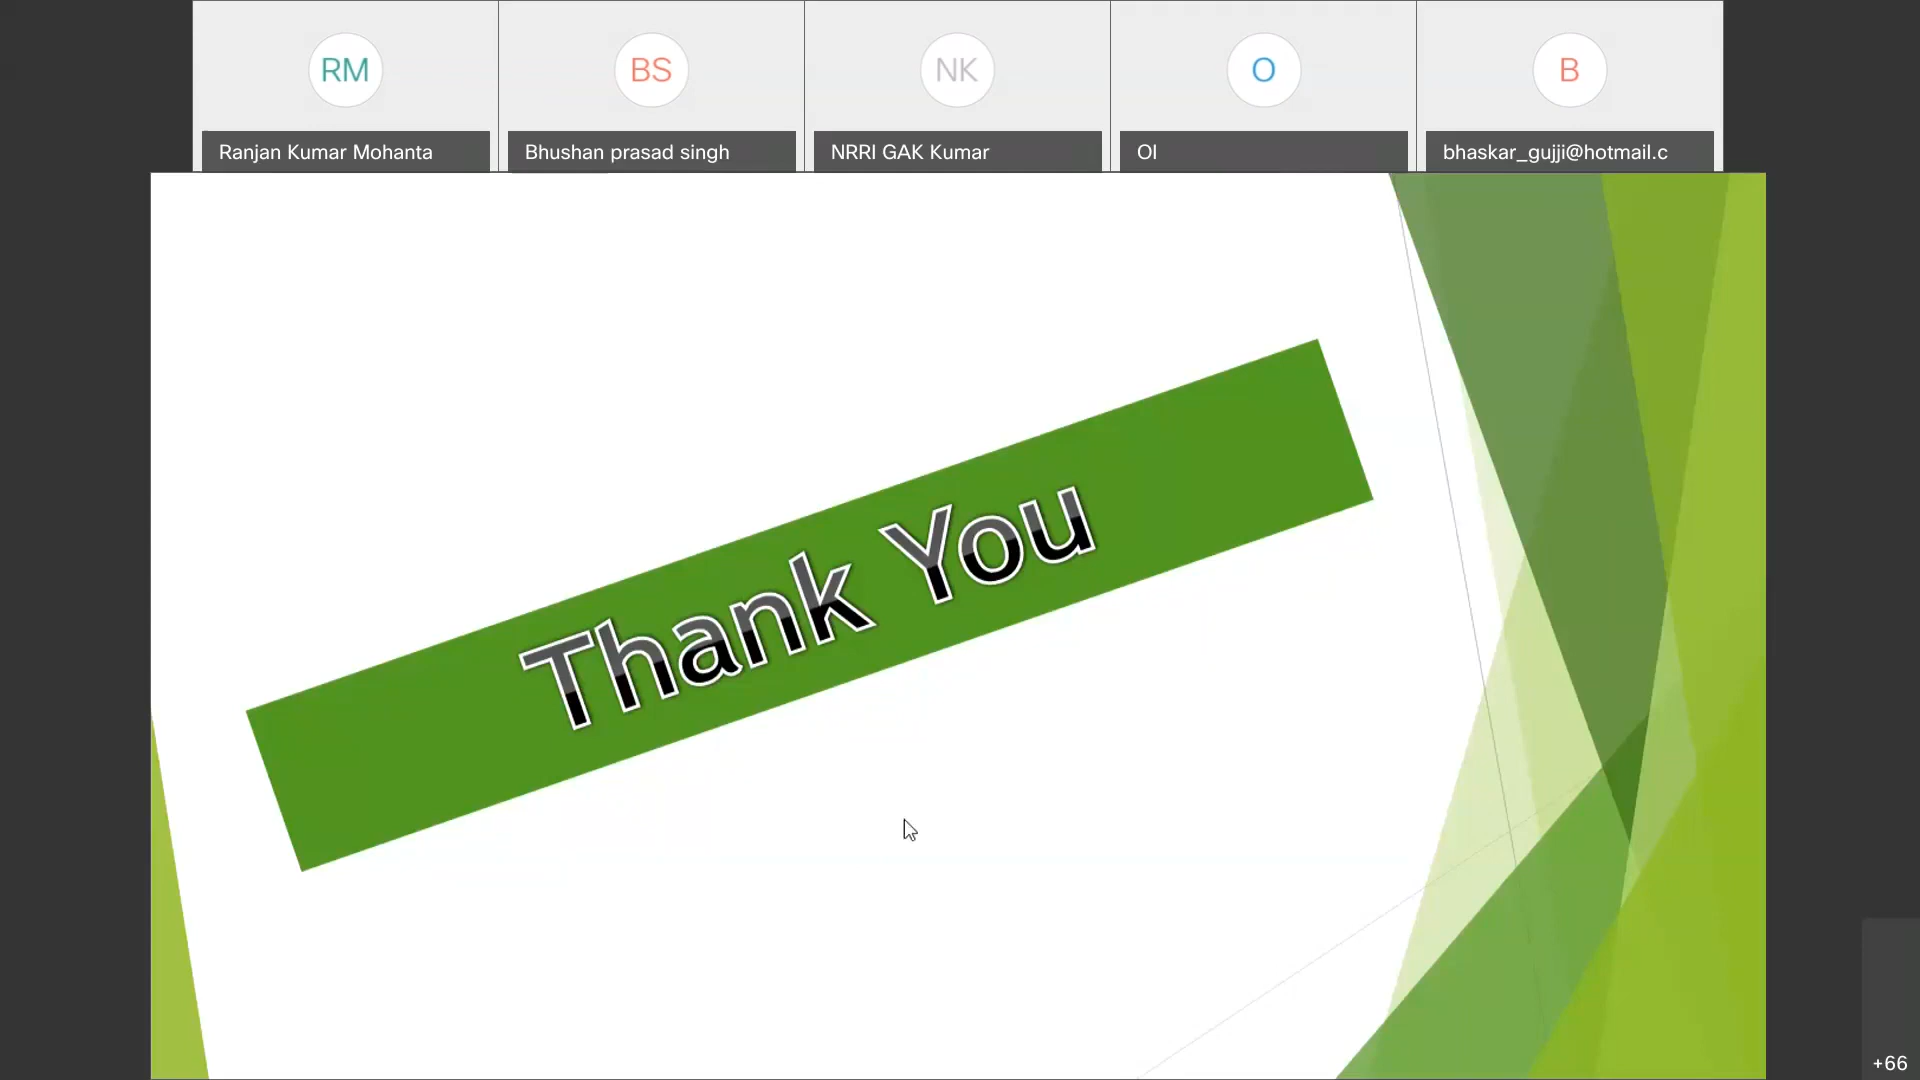 RM
BS
NK
O
B
Ranjan Kumar Mohanta
Bhushan prasad singh
NRRI GAK Kumar
OI
bhaskar_gujji@hotmail.c
Thank You
+66